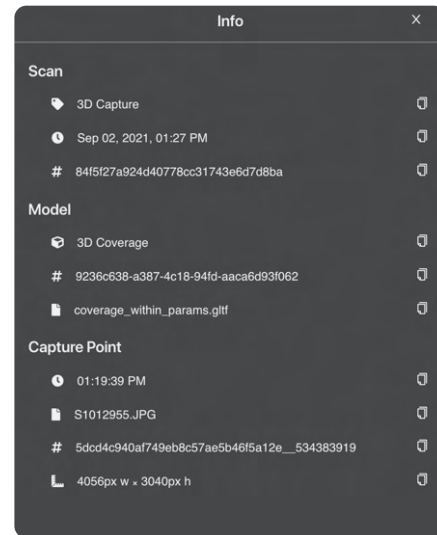 Info
Scan
3D Capture
Sep 02, 2021, 01:27 PM
# 84f5f27a924d40778cc31743e6d7d8ba
Model
3D Coverage
# 9236c638-a387-4c18-94fd-aaca6d93f062
coverage_within_params.gltf
Capture Point
01:19:39 PM
S1012955.JPG
# 5dcd4c940af749eb8c57ae5b46f5a12e__534383919
4056px w × 3040px h